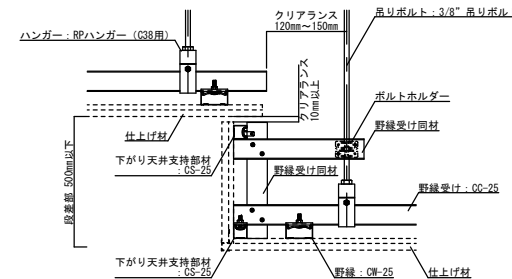 クリアランス
120mm~150mm
吊りボルト：3/8” 吊りボル
ハンガー：RPハンガー（C38用）
クリアランス
10mm以上
ボルトホルダー
仕上げ材
野縁受け同材
段差部 500mm以下
下がり天井支持部材
：CS-25
野縁受け同材
野縁受け：CC-25
下がり天井支持部材
：CS-25
野縁：CW-25
仕上げ材